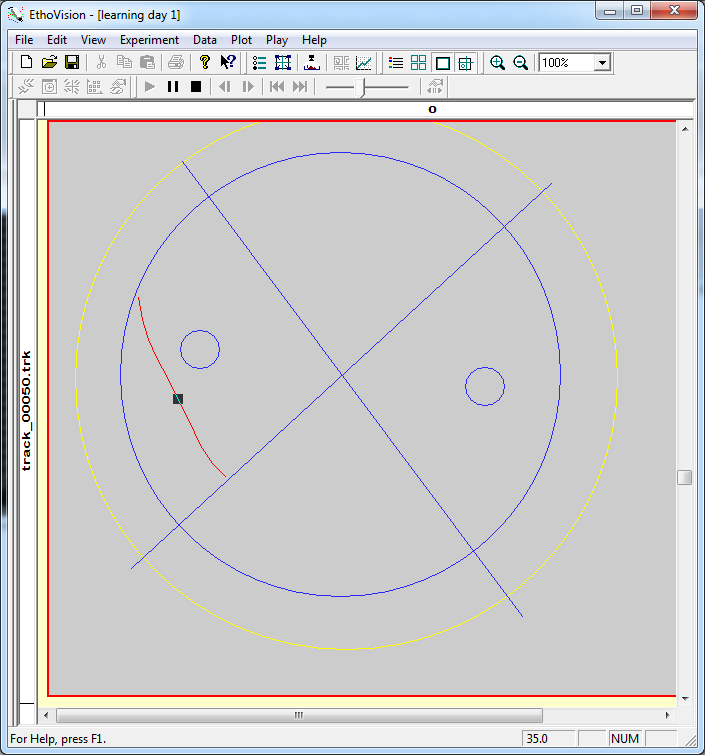 EthoVision - [learning day 1]
File Edit View Experiment Data Plot Play Help
100%
o
track_00050.trk
For Help, press F1.
35.0
NUM